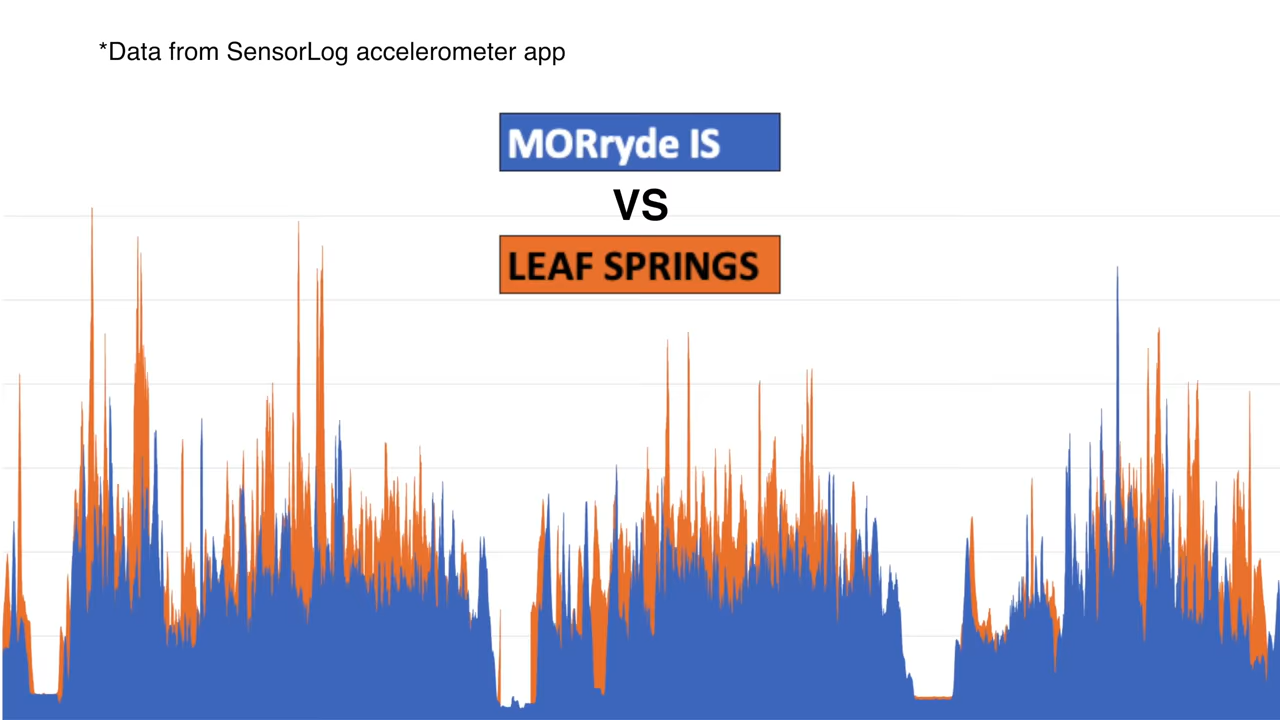 *Data from SensorLog accelerometer app
MORryde IS
VS
LEAF SPRINGS